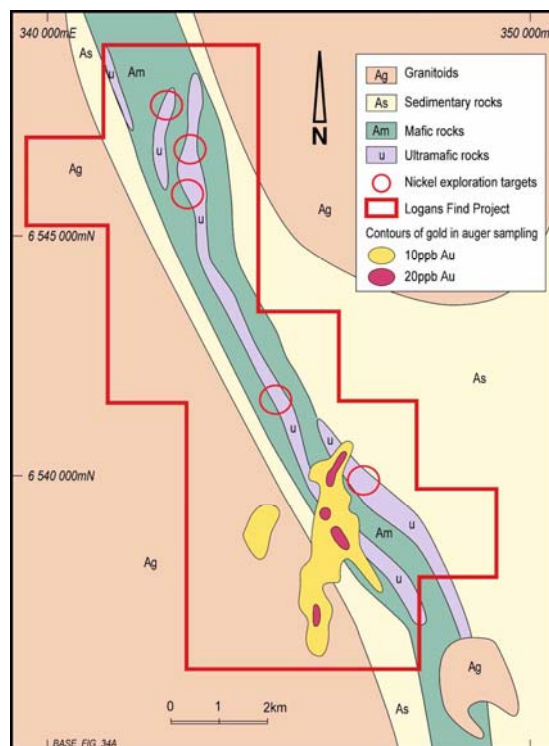 340 000mE
350 000mE
As
Am
u
u
Ag
Ag
u
N
Ag Granitoids
As Sedimentary rocks
Am Mafic rocks
u Ultramafic rocks
Nickel exploration targets
Logans Find Project
Contours of gold in auger sampling
10ppb Au
20ppb Au
6 545 000mN
As
u
u
6 540 000mN
u
Am
Ag
u
Ag
As
0 1 2km
BASE_FIG_34A